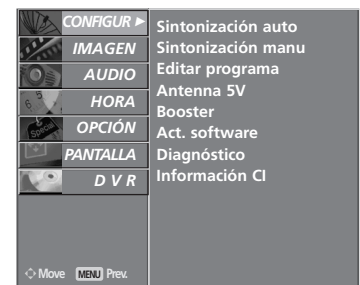 CONFIGUR ►
IMAGEN
AUDIO
HORA
OPCIÓN
PANTALLA
D V R
Sintonización auto
Sintonización manu
Editar programa
Antenna 5V
Booster
Act. software
Diagnóstico
Información CI
Special
Move MENU Prev.